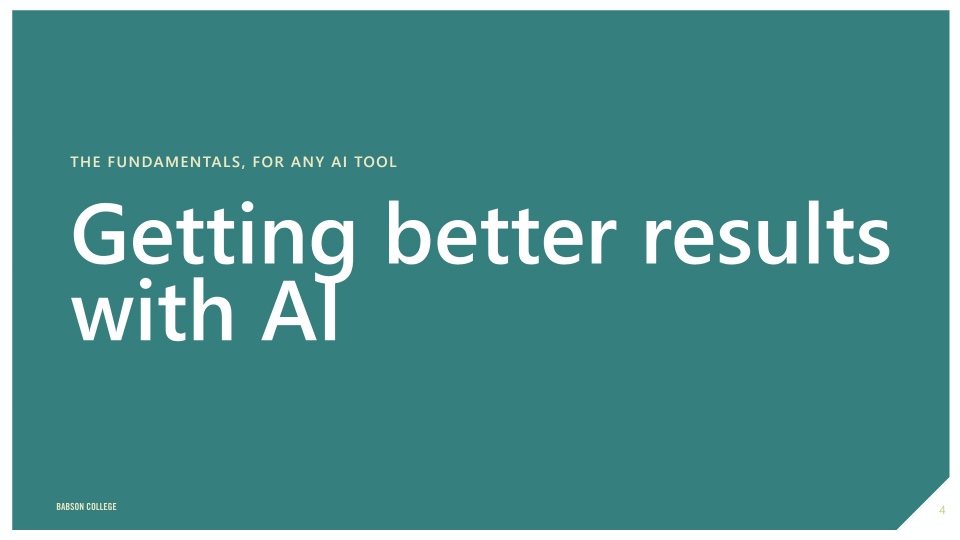 THE FUNDAMENTALS, FOR ANY AI TOOL
Getting better results
with AI
BABSON COLLEGE
4